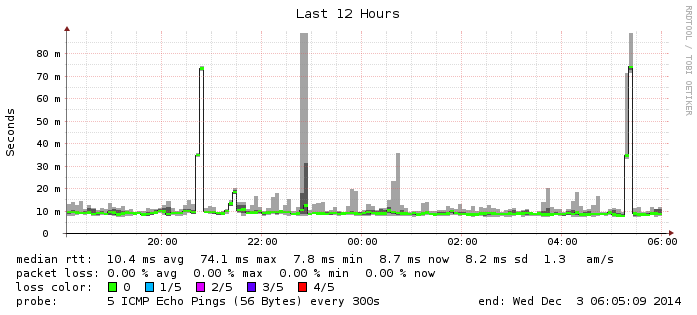 Last 12 Hours
RRDTOOL / TOBI OETIKER
Seconds
80 m
70 m
60 m
50 m
40 m
30 m
20 m
10 m
0
20:00 22:00 00:00 02:00 04:00 06:00
median rtt: 10.4 ms avg 74.1 ms max 7.8 ms min 8.7 ms now 8.2 ms sd 1.3 am/s
packet loss: 0.00 % avg 0.00 % max 0.00 % min 0.00 % now
loss color: 0 1/5 2/5 3/5 4/5
probe: 5 ICMP Echo Pings (56 Bytes) every 300s end: Wed Dec 3 06:05:09 2014